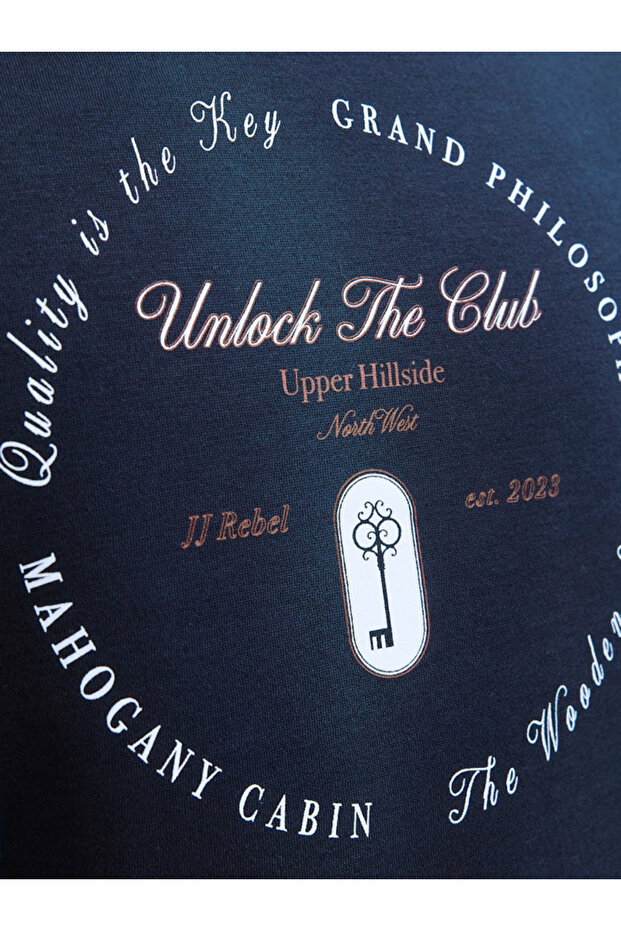 Quality is the Key
GRAND PHILOSOPH
Unlock The Club
Upper Hillside
North West
JJ Rebel
est. 2023
MAHOGANY CABIN
The Wooden